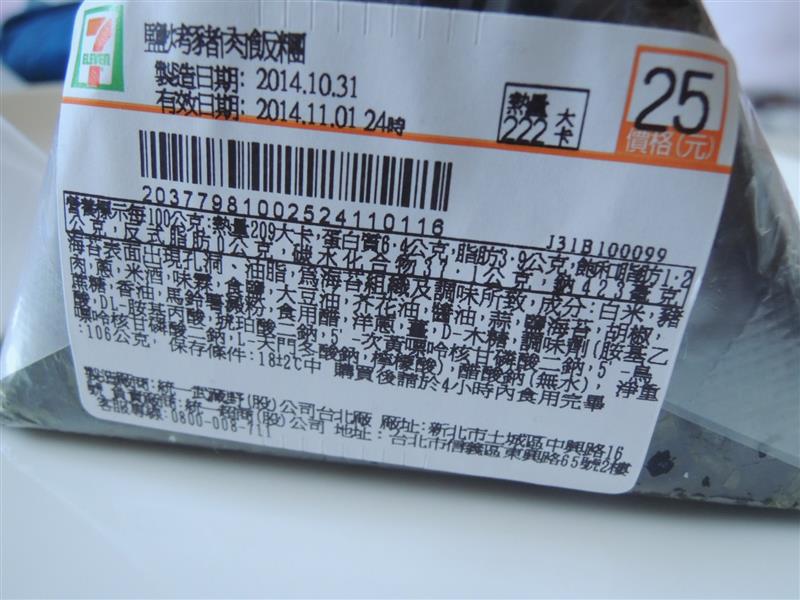 7
ELEVEN
鹽烤豬肉飯糰
製造日期: 2014.10.31
有效日期: 2014.11.01 24時
熱量 大
222 卡
25
價格(元)
20377981002524110116
J31B100099
營養標示每100公克:熱量209大卡,蛋白質6.4公克,脂肪3.9公克,飽和脂肪1.2
公克,反式脂肪0公克,碳水化合物37.1公克,鈉423毫克
海苔表面出現孔洞、油脂,為海苔組織及調味所致 成分:白米,豬
肉,蔥,米酒,味霖,食鹽,大豆油,芥花油,醬油,蒜,鹽,海苔,胡椒,
蔗糖,香油,馬鈴薯澱粉,食用醋,洋蔥,薑,D-木糖,調味劑(胺基乙
酸,DL-胺基丙酸,琥珀酸二鈉,5'-次黃嘌呤核苷磷酸二鈉,5'-鳥
嘌呤核苷磷酸二鈉,L-天門冬酸鈉,檸檬酸),醋酸鈉(無水), 淨重
:106公克, 保存條件:18±2℃中 購買後請於4小時內食用完畢
製造廠商:統一武藏野(股)公司台北廠 廠址:新北市土城區中興路16
負責廠商:統一超商(股)公司 地址: 台北市信義區東興路65號2樓
客服專線:0800-008-711